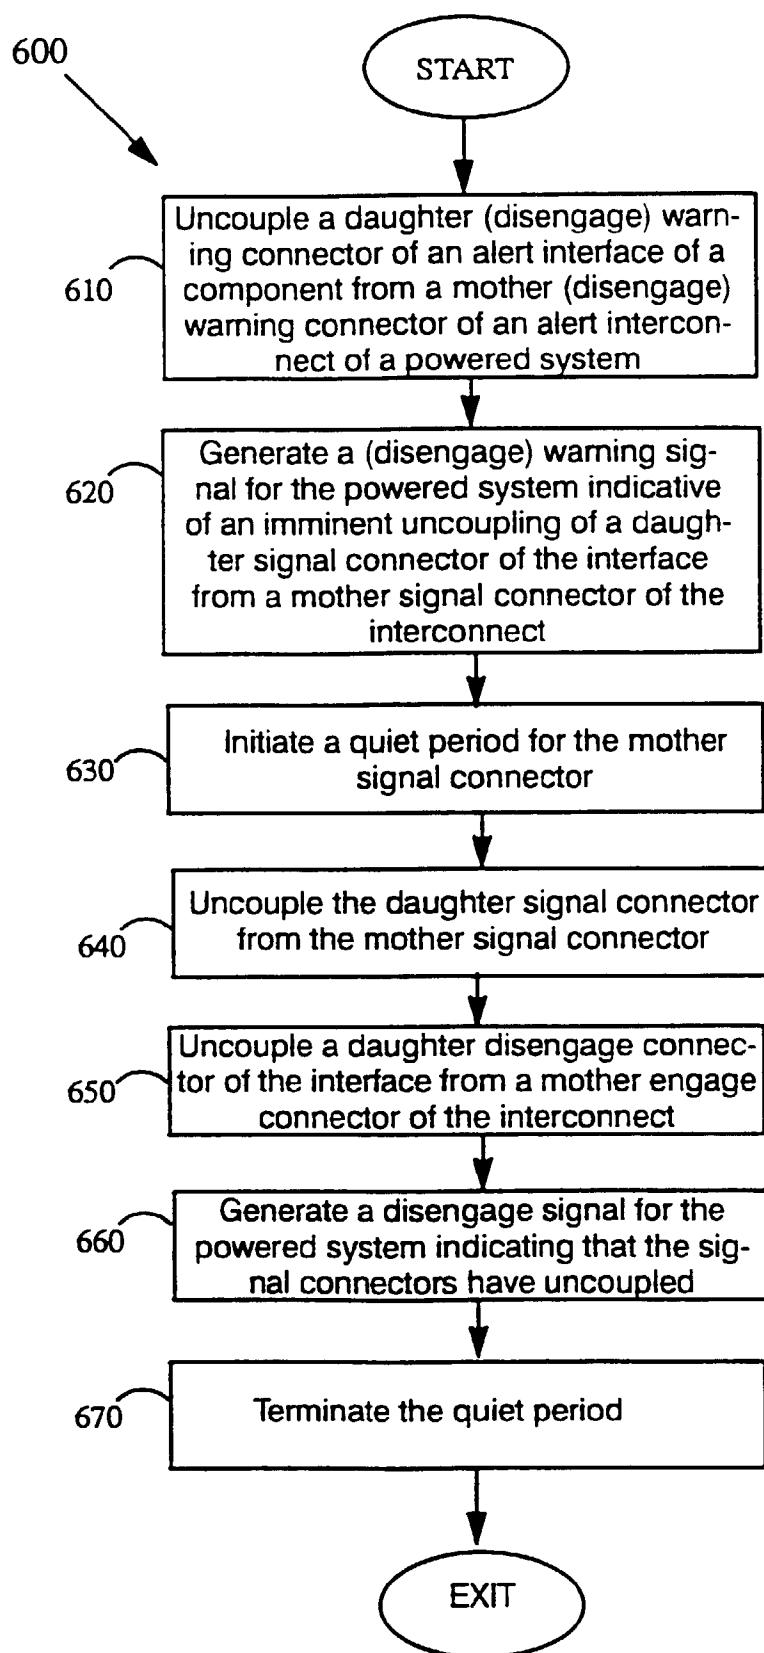 600
START
610
Uncouple a daughter (disengage) warn-
ing connector of an alert interface of a
component from a mother (disengage)
warning connector of an alert intercon-
nect of a powered system
620
Generate a (disengage) warning sig-
nal for the powered system indicative
of an imminent uncoupling of a daugh-
ter signal connector of the interface
from a mother signal connector of the
interconnect
630
Initiate a quiet period for the mother
signal connector
640
Uncouple the daughter signal connector
from the mother signal connector
650
Uncouple a daughter disengage connec-
tor of the interface from a mother engage
connector of the interconnect
660
Generate a disengage signal for the
powered system indicating that the sig-
nal connectors have uncoupled
670
Terminate the quiet period
EXIT